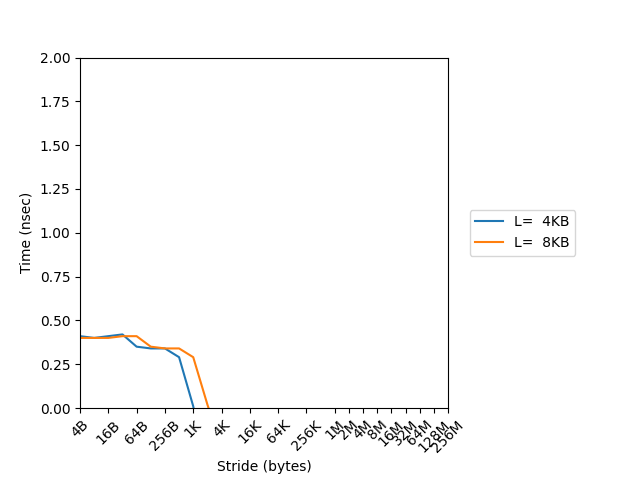 2.00
1.75
1.50
1.25
1.00
0.75
0.50
0.25
0.00
Time (nsec)
4B
16B
64B
256B
1K
4K
16K
64K
256K
1M
2M
4M
8M
16M
32M
64M
128M
256M
Stride (bytes)
L= 4KB
L= 8KB